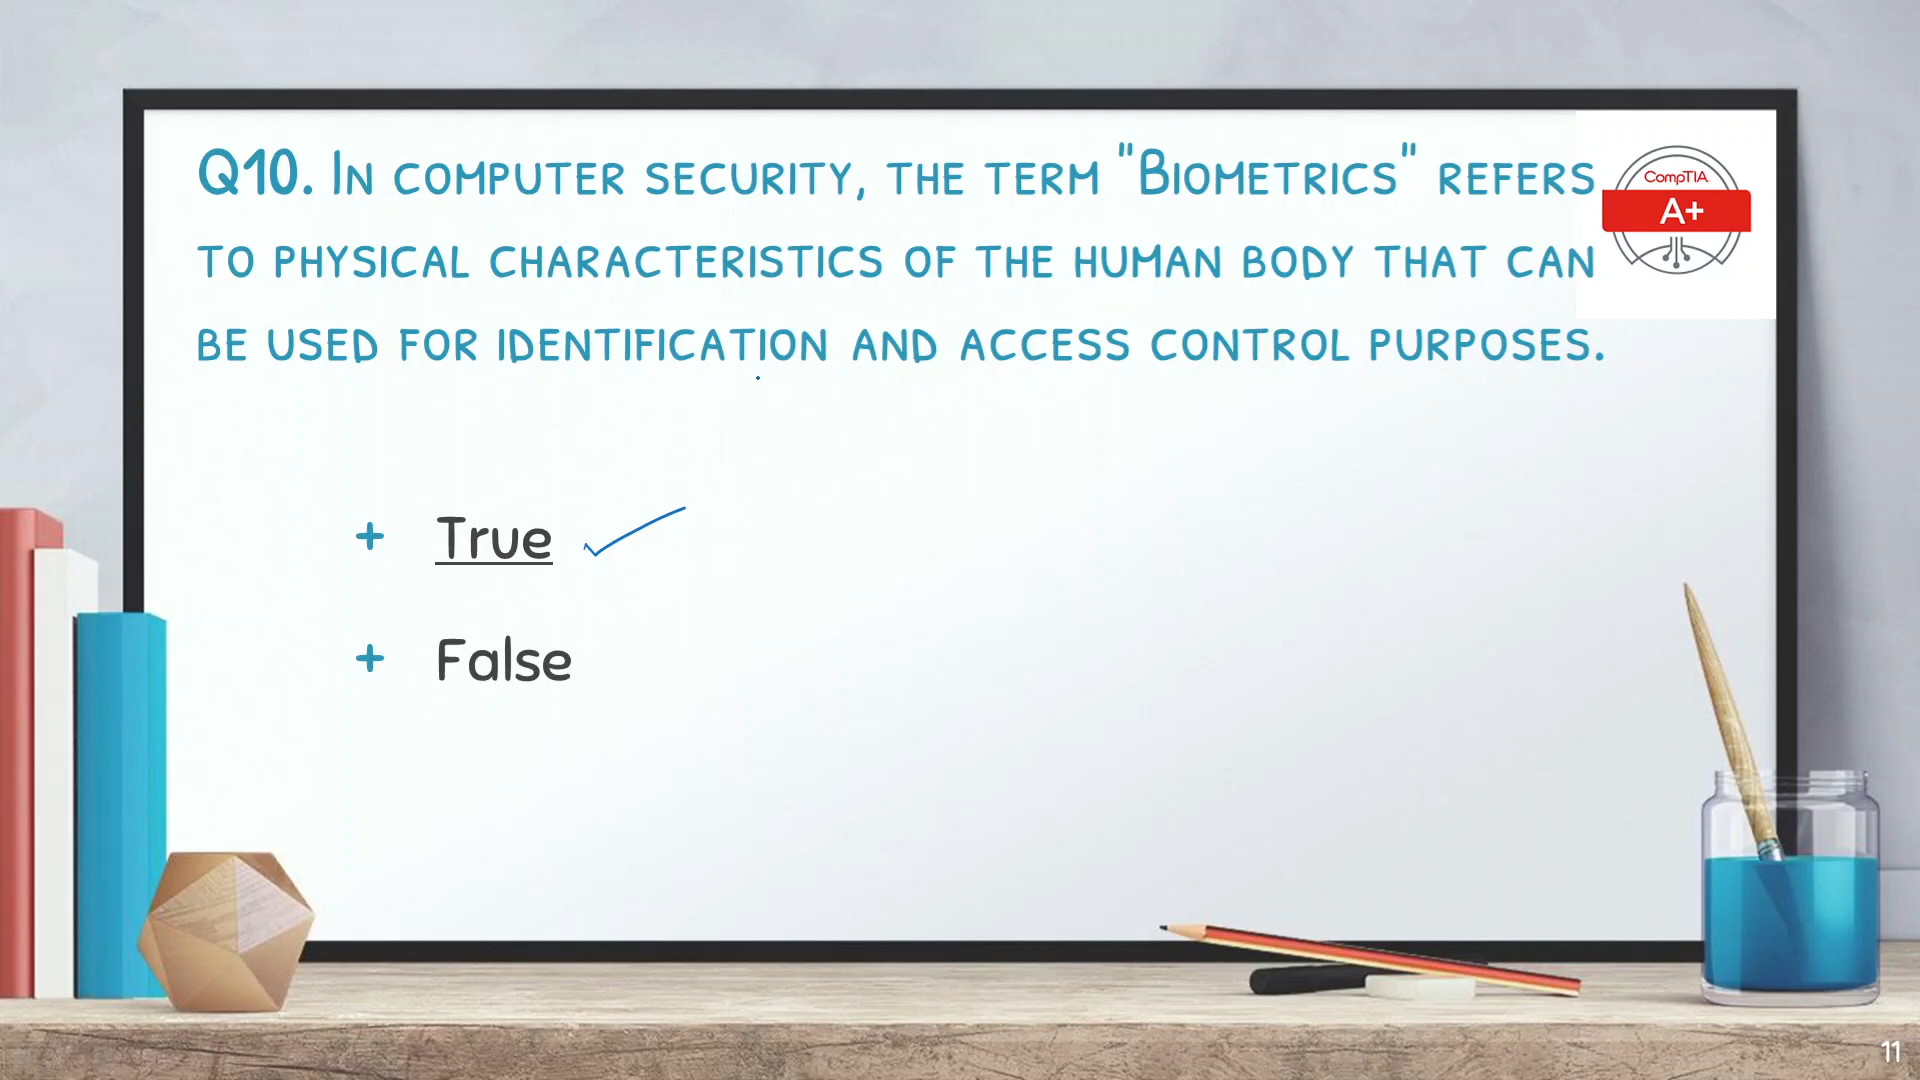 Q10. In computer security, the term "Biometrics" refers
to physical characteristics of the human body that can
be used for identification and access control purposes.
CompTIA
A+
+ True
+ False
11